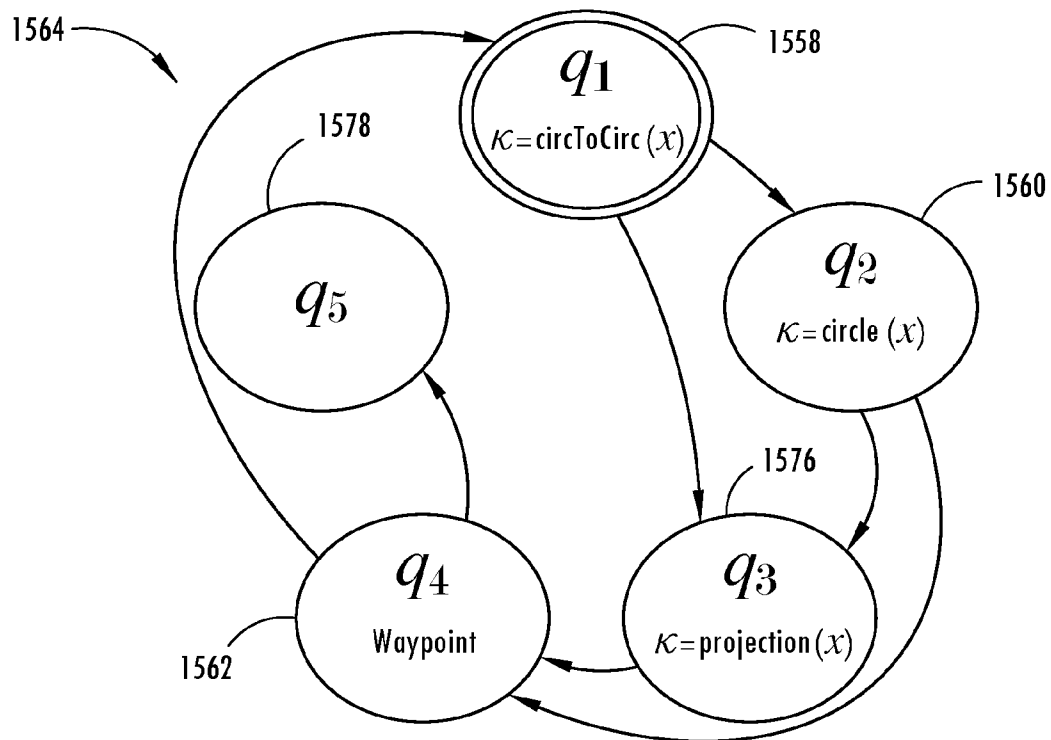 1564
1558
q1
κ=circToCirc(x)
1578
1560
q2
κ=circle(x)
q5
1576
q3
κ=projection(x)
q4
Waypoint
1562